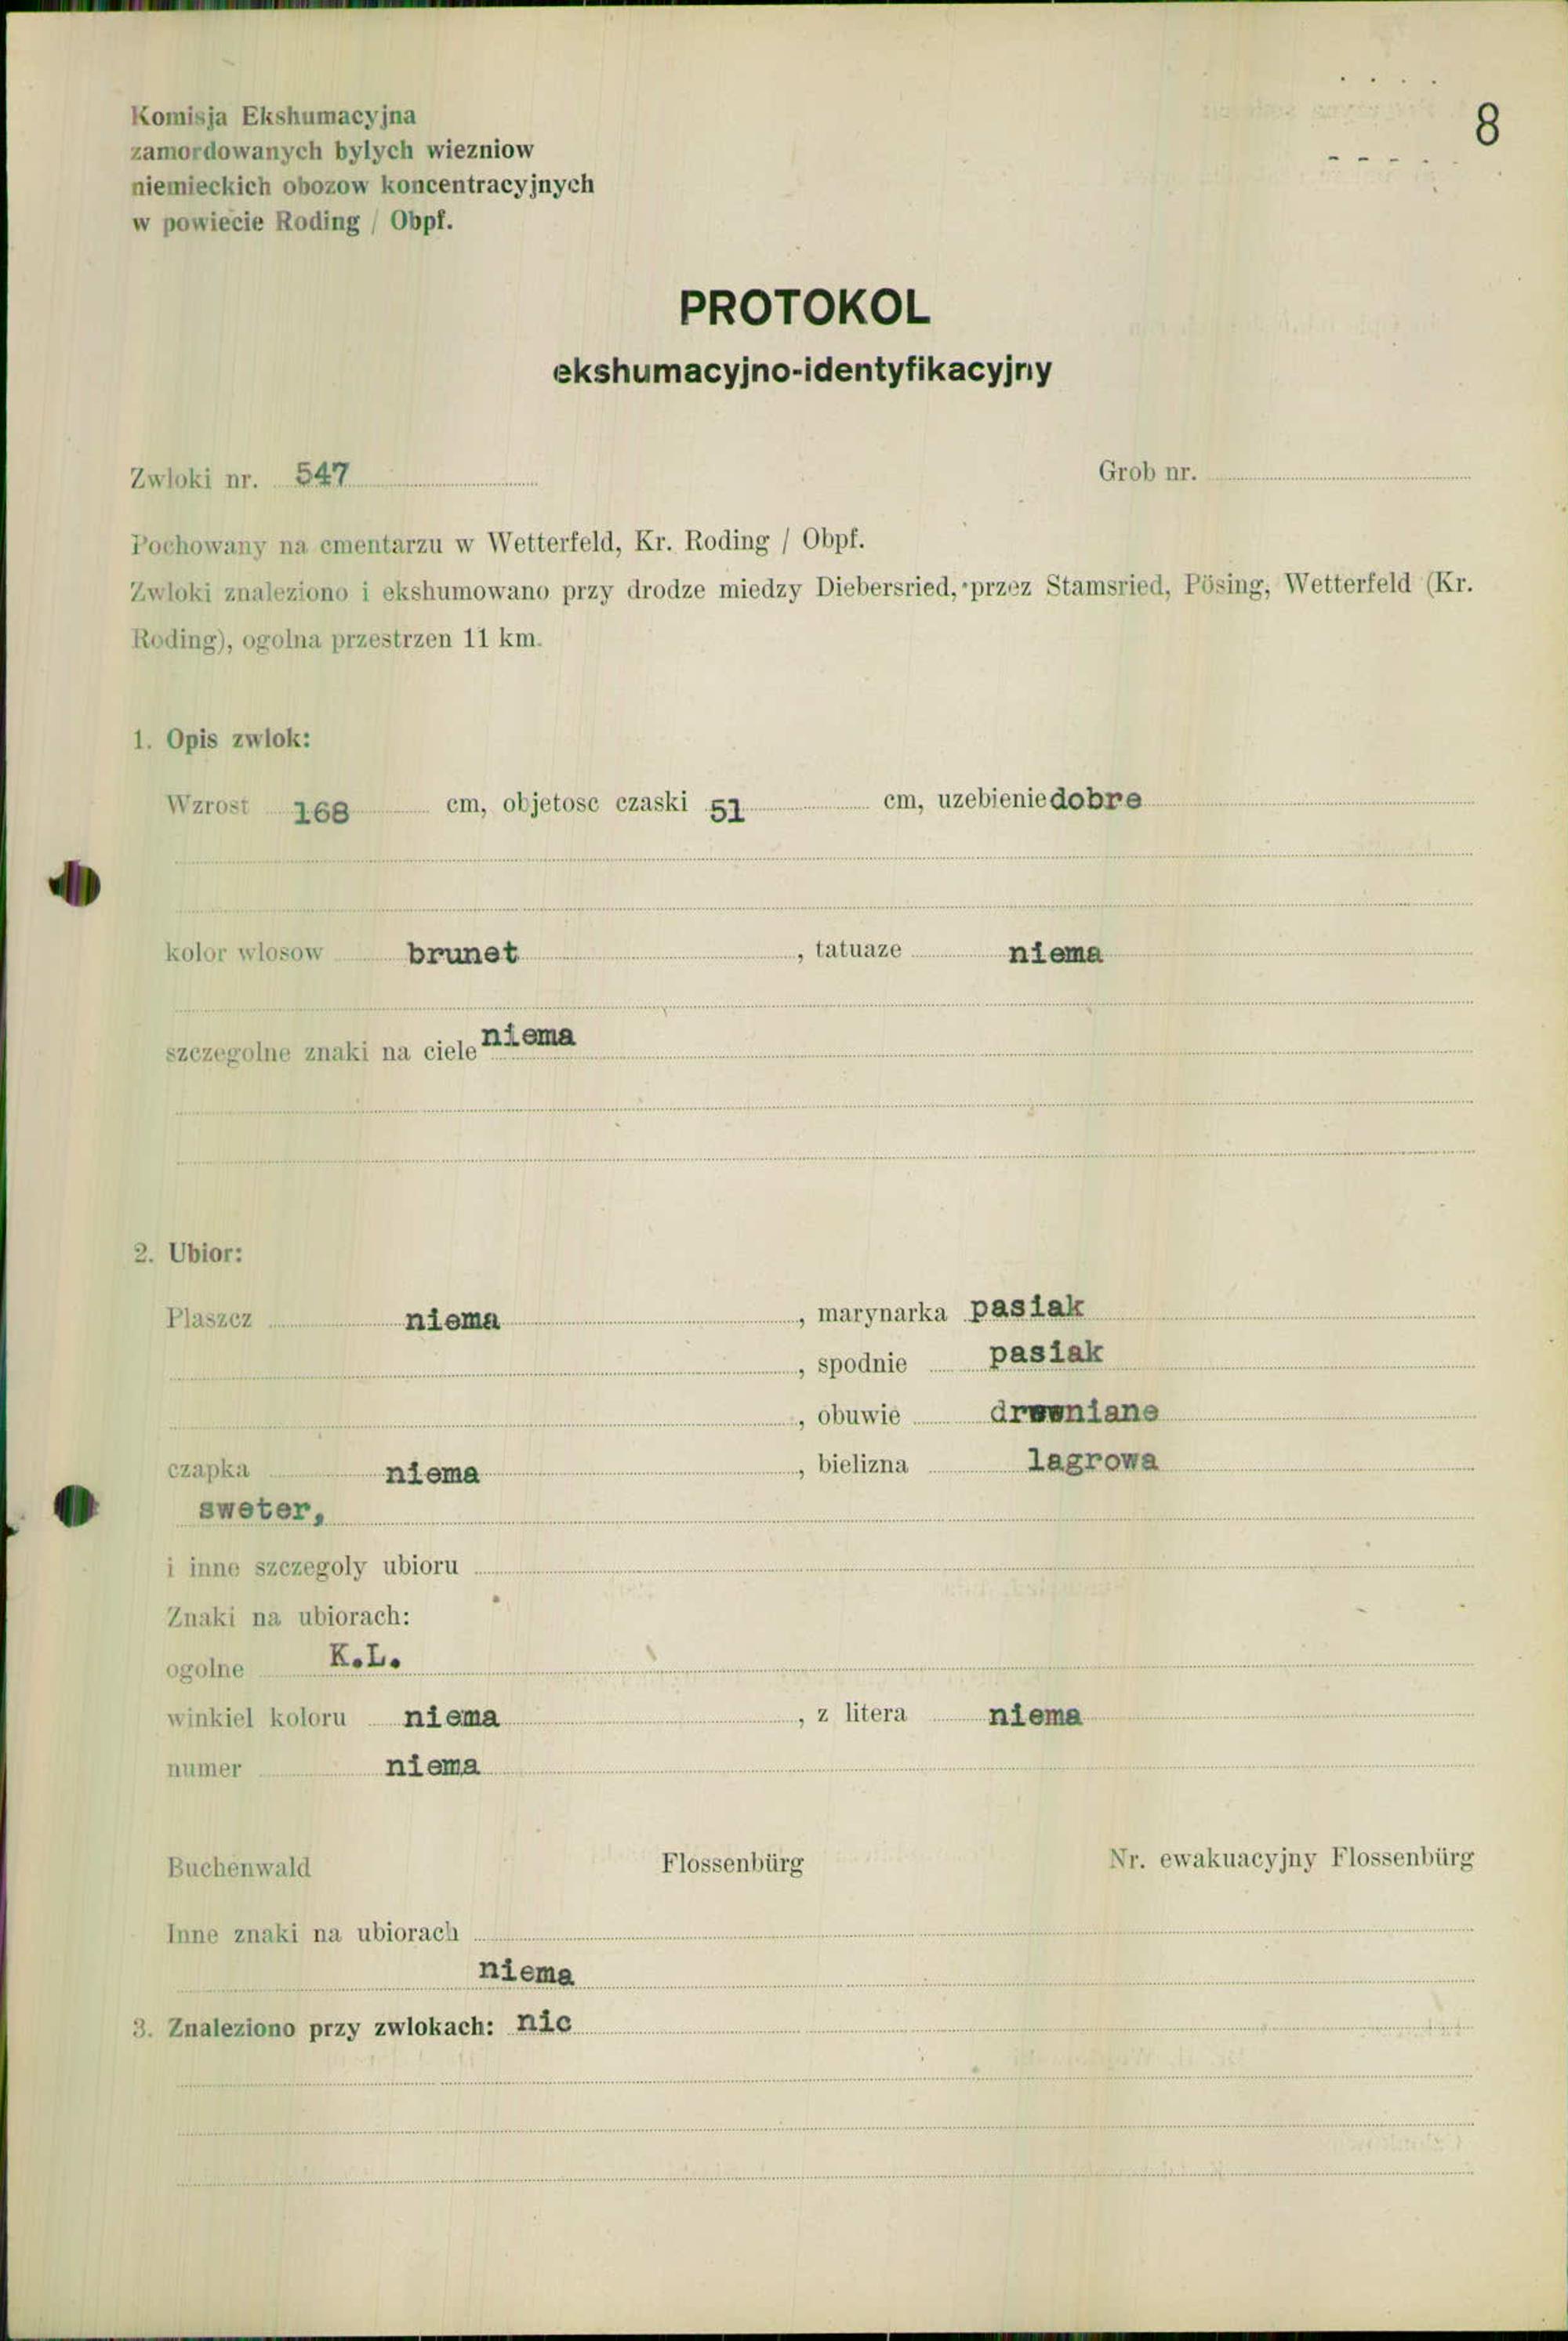 8
Komisja Ekshumacyjna
zamordowanych bylych wiezniow
niemieckich obozow koncentracyjnych
w powiecie Roding / Obpf.
PROTOKOL
ekshumacyjno-identyfikacyjny
Zwloki nr. 547 Grob nr.
Pochowany na cmentarzu w Wetterfeld, Kr. Roding / Obpf.
Zwloki znaleziono i ekshumowano przy drodze miedzy Diebersried, przez Stamsried, Pösing, Wetterfeld (Kr.
Roding), ogolna przestrzen 11 km.
1. Opis zwlok:
Wzrost 168 cm, objetosc czaski 51 cm, uzebienie dobre
kolor wlosow brunet, tatuaze niema
szczegolne znaki na ciele niema
2. Ubior:
Plaszcz niema, marynarka pasiak
, spodnie pasiak
, obuwie drewniane
czapka niema, bielizna lagrowa
sweter,
i inne szczegoly ubioru
Znaki na ubiorach:
ogolne K.L.
winkiel koloru niema, z litera niema
numer niema
Buchenwald Flossenbürg Nr. ewakuacyjny Flossenbürg
Inne znaki na ubiorach
niema
3. Znaleziono przy zwlokach: nic